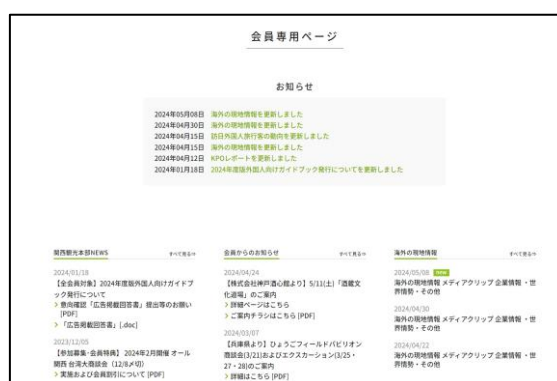 会員専用ページ
お知らせ
2024年05月08日 海外の現地情報を更新しました
2024年04月30日 海外の現地情報を更新しました
2024年04月15日 訪日外国人旅行客の動向を更新しました
2024年04月15日 海外の現地情報を更新しました
2024年04月12日 KPOレポートを更新しました
2024年01月18日 2024年度版外国人向けガイドブック発行についてを更新しました
関西観光本部NEWS すべて見る⇒
2024/01/18
【全会員対象】2024年度版外国人向けガイドブ
ック発行について
> 意向確認「広告掲載回答書」提出等のお願い
[PDF]
> 「広告掲載回答書」[.doc]
2023/12/05
【参加募集･会員特典】2024年2月開催 オール
関西 台湾大商談会（12/8〆切）
> 実施および会員割引について [PDF]
会員からのお知らせ すべて見る⇒
2024/04/24
【株式会社神戸酒心館より】5/11(土)「酒蔵文
化道場」のご案内
> 詳細ページはこちら
> ご案内チラシはこちら [PDF]
2024/03/07
【兵庫県より】ひょうごフィールドパビリオン
商談会(3/21)およびエクスカーション(3/25・
27・28)のご案内
> 詳細はこちら [PDF]
海外の現地情報 すべて見る⇒
2024/05/08 new
海外の現地情報 メディアクリップ 企業情報 ・世
界情勢・その他
2024/04/30
海外の現地情報 メディアクリップ 企業情報 ・世
界情勢・その他
2024/04/22
海外の現地情報 メディアクリップ 企業情報 ・世
界情勢・その他